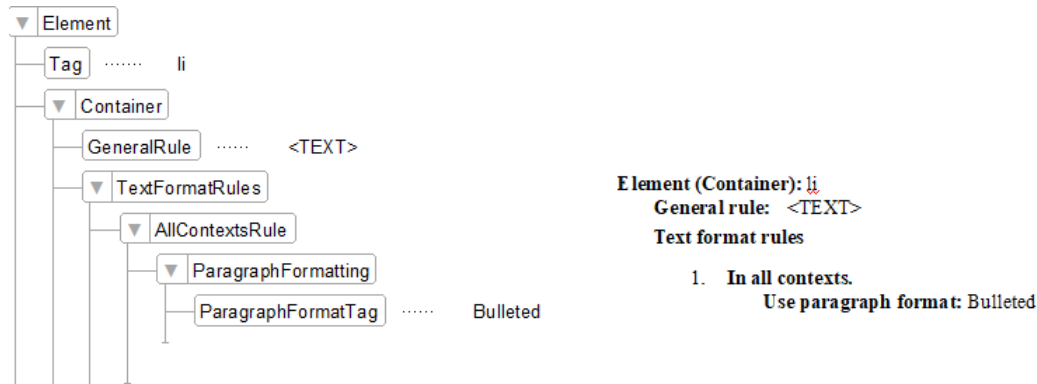 Element
Tag ....... li
Container
GeneralRule ...... <TEXT>
TextFormatRules
AllContextsRule
ParagraphFormatting
ParagraphFormatTag ...... Bulleted
Element (Container): li
General rule: <TEXT>
Text format rules
1. In all contexts.
Use paragraph format: Bulleted